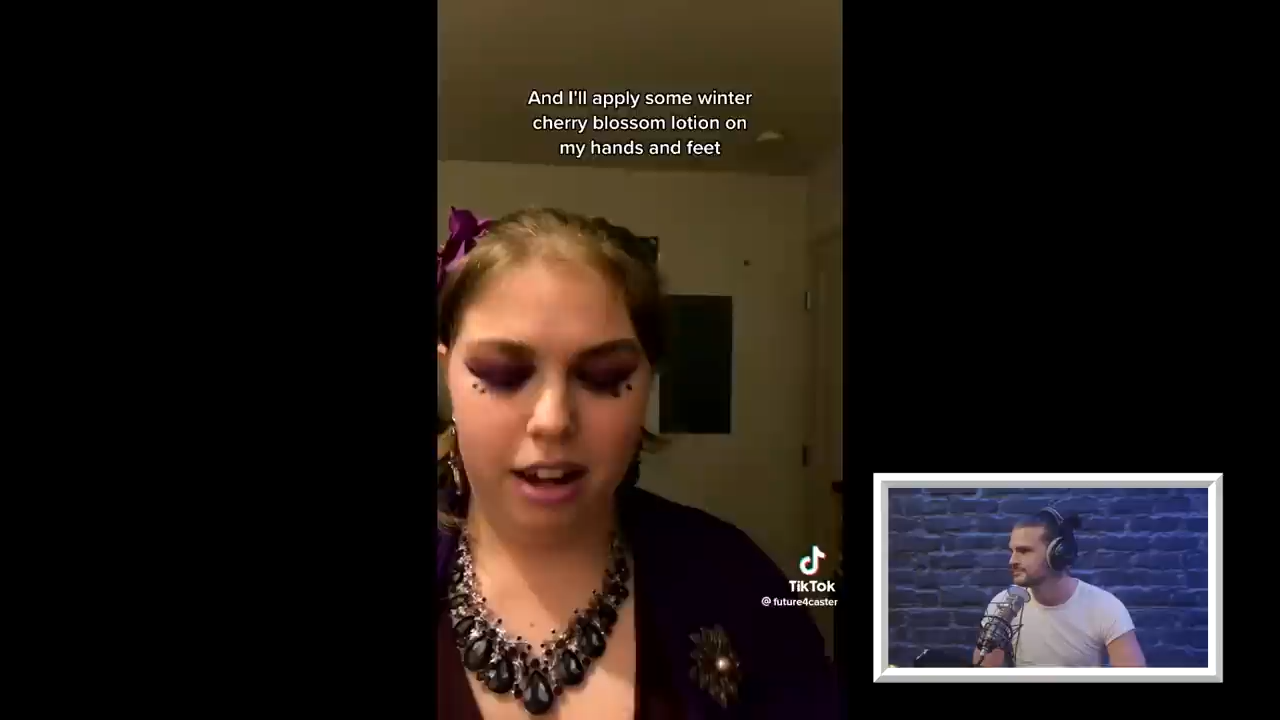 And I'll apply some winter
cherry blossom lotion on
my hands and feet
TikTok
@future4caster